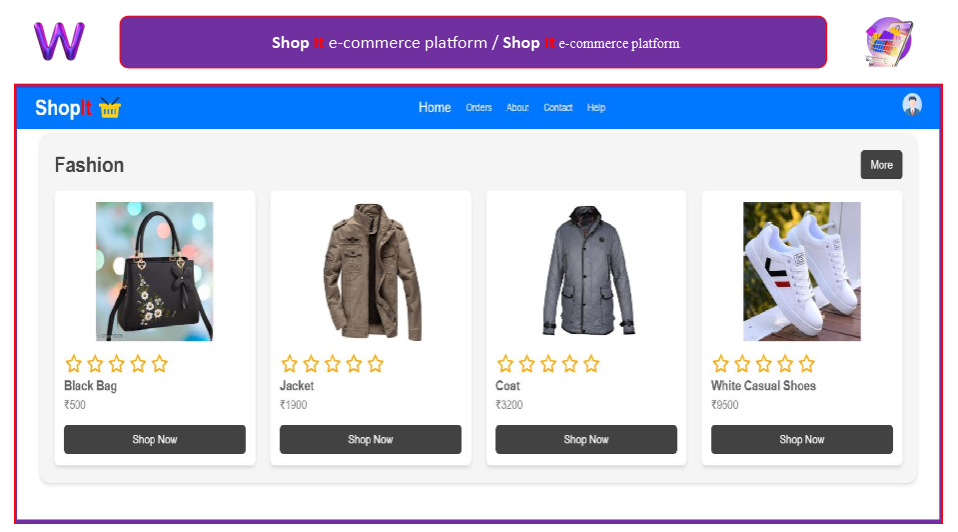 W
Shop It e-commerce platform / Shop It e-commerce platform
ShopIt Home Orders About Contact Help
Fashion More
Black Bag Jacket Coat White Casual Shoes
₹500 ₹1900 ₹3200 ₹9500
Shop Now Shop Now Shop Now Shop Now